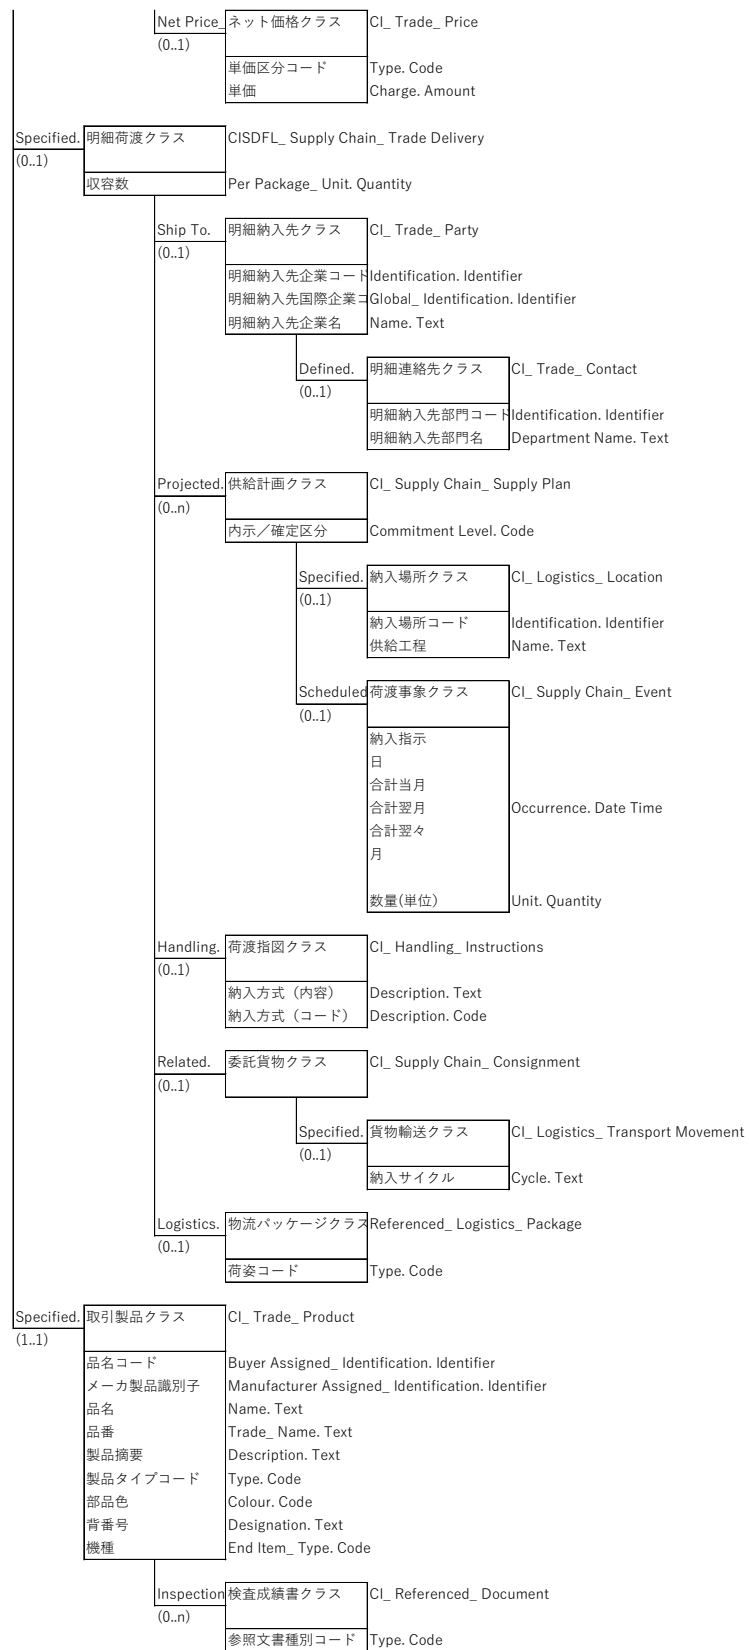 Net Price_ ネット価格クラス CI_ Trade_ Price
(0..1)
単価区分コード Type. Code
単価 Charge. Amount
Specified. 明細荷渡クラス CISDFL_ Supply Chain_ Trade Delivery
(0..1)
収容数 Per Package_ Unit. Quantity
Ship To. 明細納入先クラス CI_ Trade_ Party
(0..1)
明細納入先企業コード Identification. Identifier
明細納入先国際企業コ Global_ Identification. Identifier
明細納入先企業名 Name. Text
Defined. 明細連絡先クラス CI_ Trade_ Contact
(0..1)
明細納入先部門コード Identification. Identifier
明細納入先部門名 Department Name. Text
Projected. 供給計画クラス CI_ Supply Chain_ Supply Plan
(0..n)
内示／確定区分 Commitment Level. Code
Specified. 納入場所クラス CI_ Logistics_ Location
(0..1)
納入場所コード Identification. Identifier
供給工程 Name. Text
Scheduled 荷渡事象クラス CI_ Supply Chain_ Event
(0..1)
納入指示
日
合計当月
合計翌月 Occurrence. Date Time
合計翌々
月
数量(単位) Unit. Quantity
Handling. 荷渡指図クラス CI_ Handling_ Instructions
(0..1)
納入方式（内容） Description. Text
納入方式（コード） Description. Code
Related. 委託貨物クラス CI_ Supply Chain_ Consignment
(0..1)
Specified. 貨物輸送クラス CI_ Logistics_ Transport Movement
(0..1)
納入サイクル Cycle. Text
Logistics. 物流パッケージクラス Referenced_ Logistics_ Package
(0..1)
荷姿コード Type. Code
Specified. 取引製品クラス CI_ Trade_ Product
(1..1)
品名コード Buyer Assigned_ Identification. Identifier
メーカ製品識別子 Manufacturer Assigned_ Identification. Identifier
品名 Name. Text
品番 Trade_ Name. Text
製品摘要 Description. Text
製品タイプコード Type. Code
部品色 Colour. Code
背番号 Designation. Text
機種 End Item_ Type. Code
Inspection 検査成績書クラス CI_ Referenced_ Document
(0..n)
参照文書種別コード Type. Code